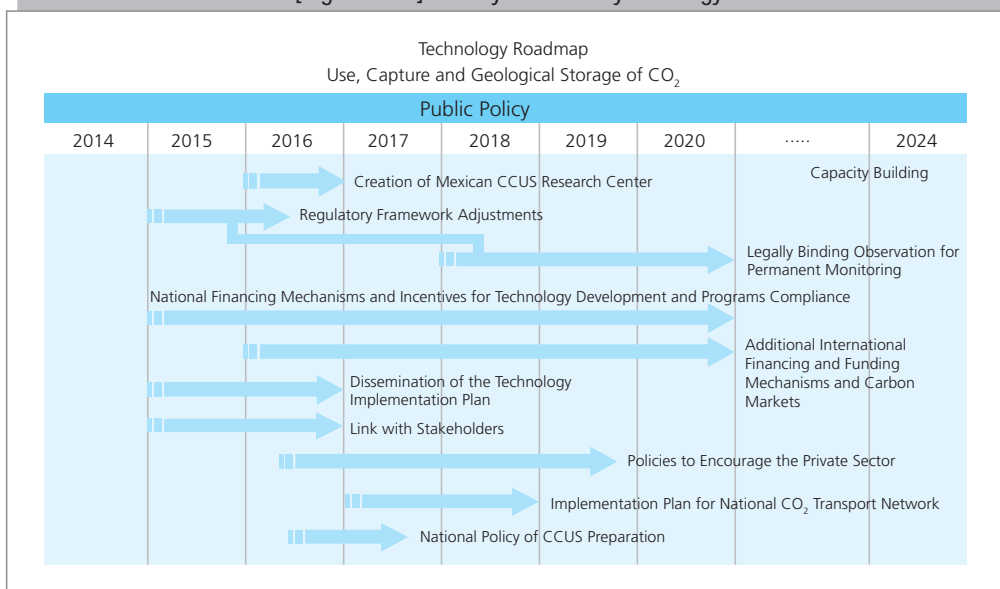 Technology Roadmap
Use, Capture and Geological Storage of CO2
Public Policy
2014 2015 2016 2017 2018 2019 2020 ..... 2024
Capacity Building
Creation of Mexican CCUS Research Center
Regulatory Framework Adjustments
Legally Binding Observation for
Permanent Monitoring
National Financing Mechanisms and Incentives for Technology Development and Programs Compliance
Additional International
Financing and Funding
Mechanisms and Carbon
Markets
Dissemination of the Technology
Implementation Plan
Link with Stakeholders
Policies to Encourage the Private Sector
Implementation Plan for National CO2 Transport Network
National Policy of CCUS Preparation